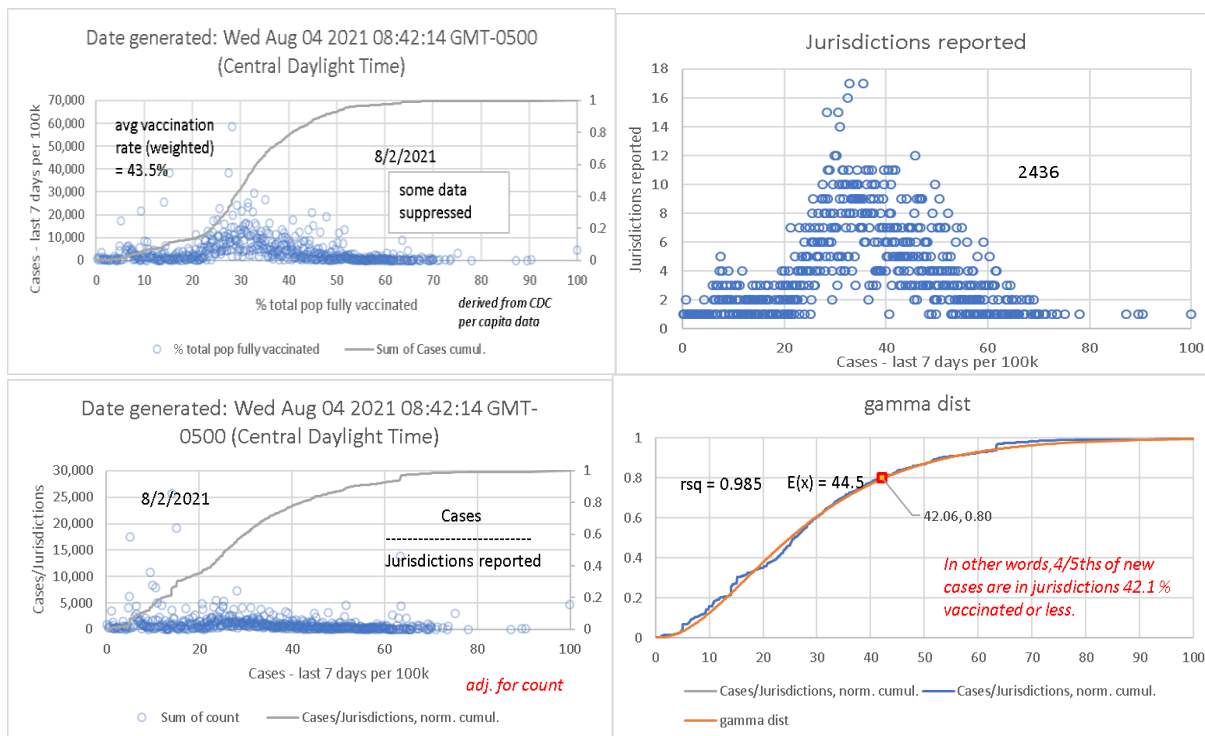 Date generated: Wed Aug 04 2021 08:42:14 GMT-0500
(Central Daylight Time)
70,000
60,000
50,000
40,000
30,000
20,000
10,000
0
1
0.8
0.6
0.4
0.2
0
avg vaccination
rate (weighted)
= 43.5%
8/2/2021
some data
suppressed
Cases - last 7 days per 100k
0 10 20 30 40 50 60 70 80 90 100
% total pop fully vaccinated
derived from CDC
per capita data
% total pop fully vaccinated
Sum of Cases cumul.
Jurisdictions reported
18
16
14
12
10
8
6
4
2
0
2436
Jurisdictions reported
0 20 40 60 80 100
Cases - last 7 days per 100k
Date generated: Wed Aug 04 2021 08:42:14 GMT-
0500 (Central Daylight Time)
30,000
25,000
20,000
15,000
10,000
5,000
0
1
0.8
0.6
0.4
0.2
0
8/2/2021
Cases
--------------------------
Jurisdictions reported
Cases/Jurisdictions
0 20 40 60 80 100
Cases - last 7 days per 100k
adj. for count
Sum of count
Cases/Jurisdictions, norm. cumul.
gamma dist
1
0.8
0.6
0.4
0.2
0
rsq = 0.985
E(x) = 44.5
42.06, 0.80
In other words,4/5ths of new
cases are in jurisdictions 42.1 %
vaccinated or less.
0 10 20 30 40 50 60 70 80 90 100
Cases/Jurisdictions, norm. cumul.
Cases/Jurisdictions, norm. cumul.
gamma dist